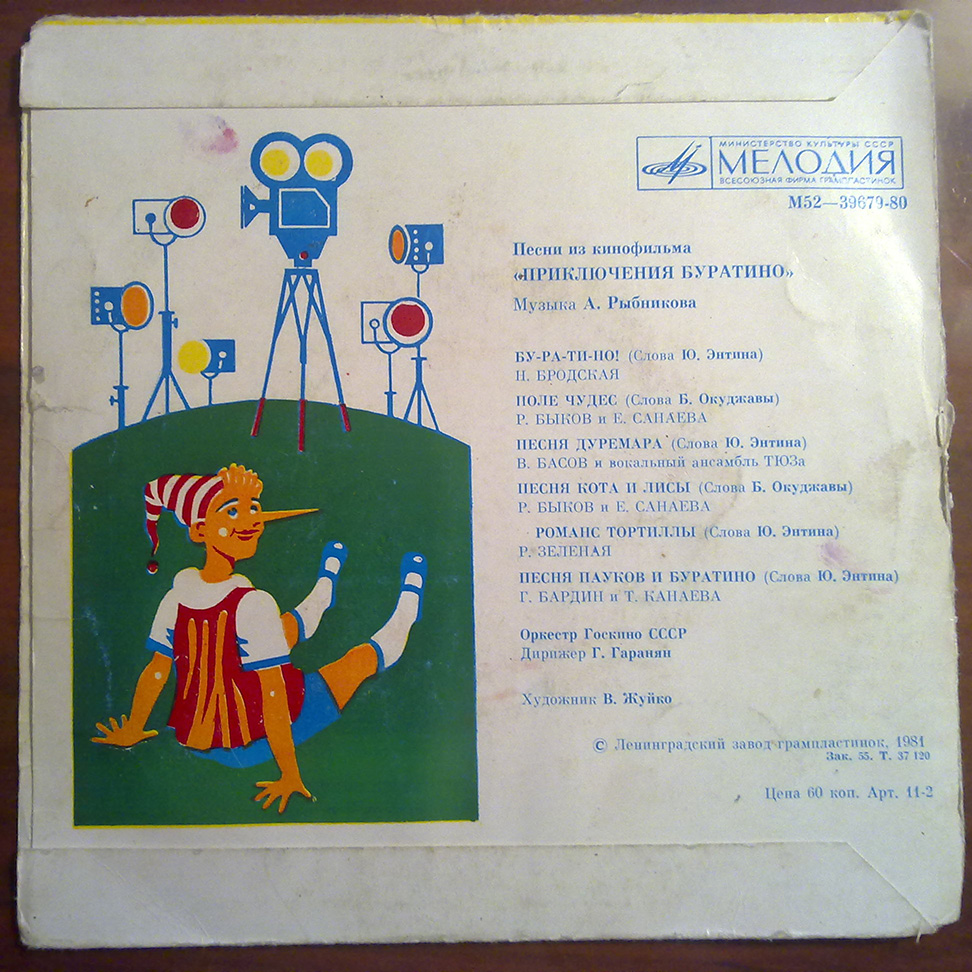 МИНИСТЕРСТВО КУЛЬТУРЫ СССР
МЕЛОДИЯ
ВСЕСОЮЗНАЯ ФИРМА ГРАМПЛАСТИНОК
М52—39679-80
Песни из кинофильма
«ПРИКЛЮЧЕНИЯ БУРАТИНО»
Музыка А. Рыбникова
БУ-РА-ТИ-НО! (Слова Ю. Энтина)
Н. БРОДСКАЯ
ПОЛЕ ЧУДЕС (Слова Б. Окуджавы)
Р. БЫКОВ и Е. САНАЕВА
ПЕСНЯ ДУРЕМАРА (Слова Ю. Энтина)
В. БАСОВ и вокальный ансамбль ТЮЗа
ПЕСНЯ КОТА И ЛИСЫ (Слова Б. Окуджавы)
Р. БЫКОВ и Е. САНАЕВА
РОМАНС ТОРТИЛЛЫ (Слова Ю. Энтина)
Р. ЗЕЛЕНАЯ
ПЕСНЯ ПАУКОВ И БУРАТИНО (Слова Ю. Энтина)
Г. БАРДИН и Т. КАНАЕВА
Оркестр Госкино СССР
Дирижер Г. Гаранян
Художник В. Жуйко
© Ленинградский завод грампластинок, 1981
Зак. 55. Т. 37 120
Цена 60 коп. Арт. 11-2